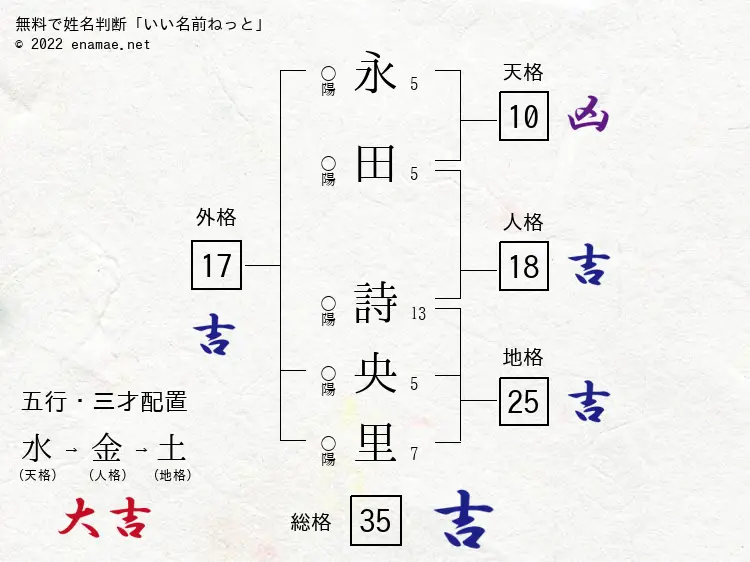 無料で姓名判断「いい名前ねっと」
© 2022 enamae.net
○陽 永 5
○陽 田 5
○陽 詩 13
○陽 央 5
○陽 里 7
天格
10 凶
人格
18 吉
地格
25 吉
外格
17
吉
五行・三才配置
水→金→土
(天格) (人格) (地格)
大吉
総格 35 吉